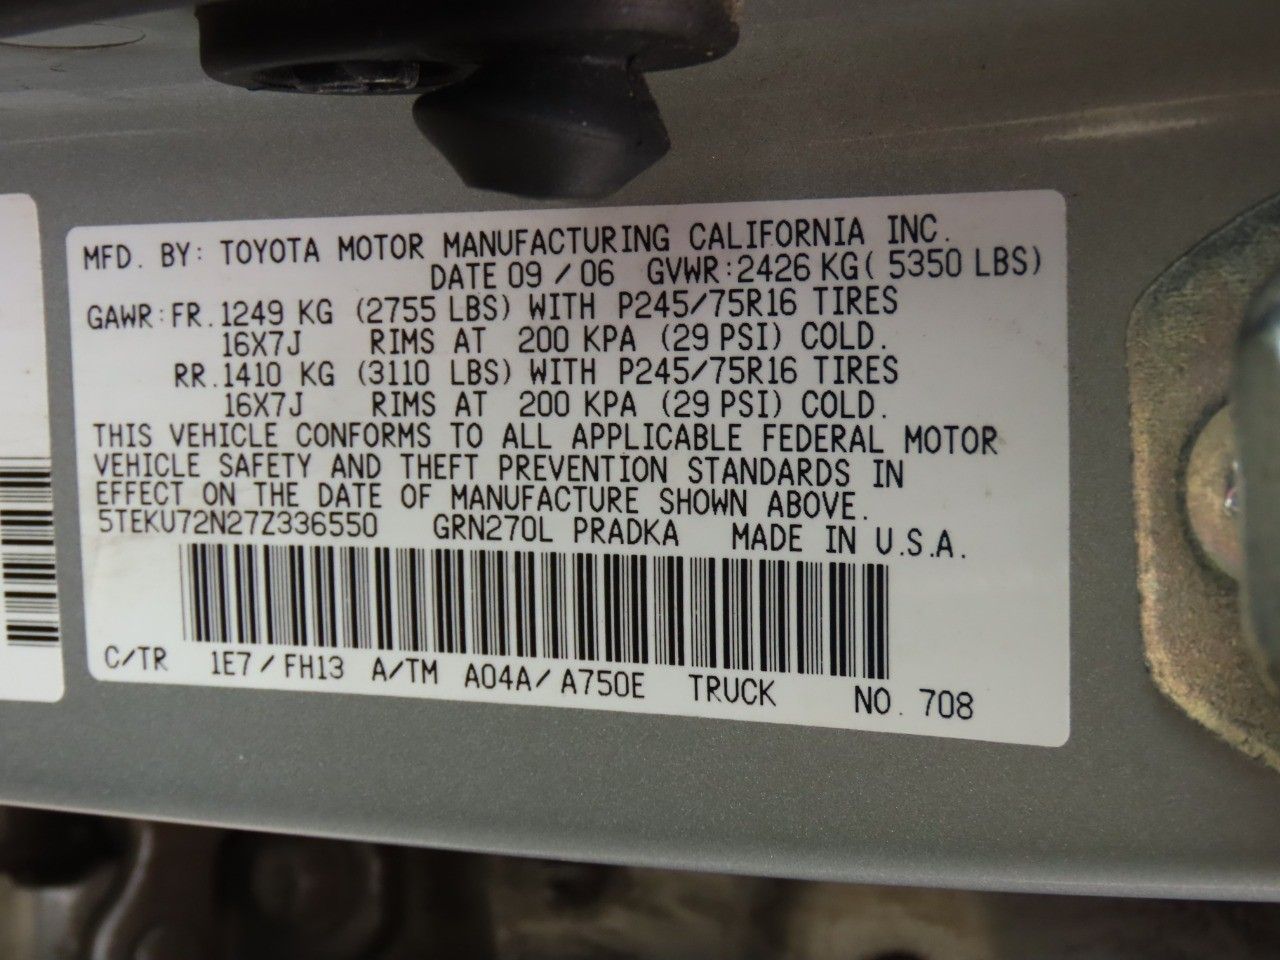 MFD. BY: TOYOTA MOTOR MANUFACTURING CALIFORNIA INC.
DATE 09 / 06 GVWR: 2426 KG ( 5350 LBS)
GAWR: FR. 1249 KG (2755 LBS) WITH P245/75R16 TIRES
16X7J RIMS AT 200 KPA (29 PSI) COLD.
RR. 1410 KG (3110 LBS) WITH P245/75R16 TIRES
16X7J RIMS AT 200 KPA (29 PSI) COLD.
THIS VEHICLE CONFORMS TO ALL APPLICABLE FEDERAL MOTOR
VEHICLE SAFETY AND THEFT PREVENTION STANDARDS IN
EFFECT ON THE DATE OF MANUFACTURE SHOWN ABOVE.
5TEKU72N27Z336550 GRN270L PRADKA MADE IN U.S.A.
C/TR 1E7/FH13 A/TM A04A/A750E TRUCK NO. 708